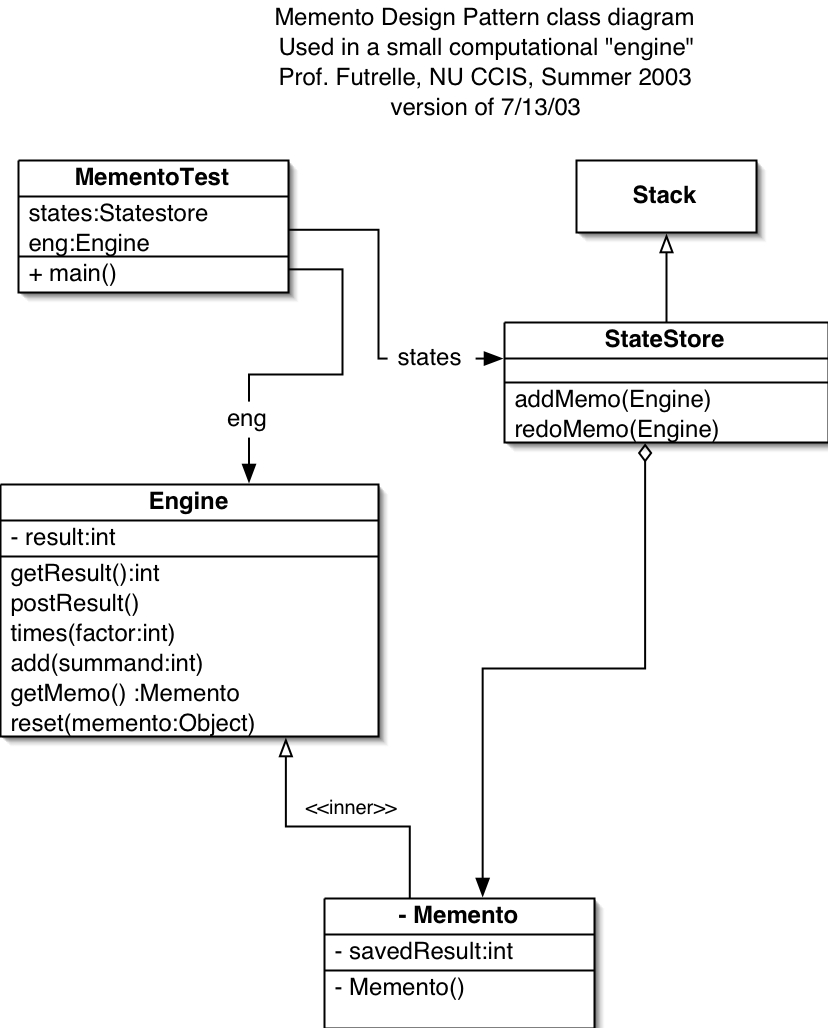 Memento Design Pattern class diagram
Used in a small computational "engine"
Prof. Futrelle, NU CCIS, Summer 2003
version of 7/13/03
MementoTest
states:Statestore
eng:Engine
+ main()
Stack
states
StateStore
addMemo(Engine)
redoMemo(Engine)
eng
Engine
- result:int
getResult():int
postResult()
times(factor:int)
add(summand:int)
getMemo() :Memento
reset(memento:Object)
<<inner>>
- Memento
- savedResult:int
- Memento()